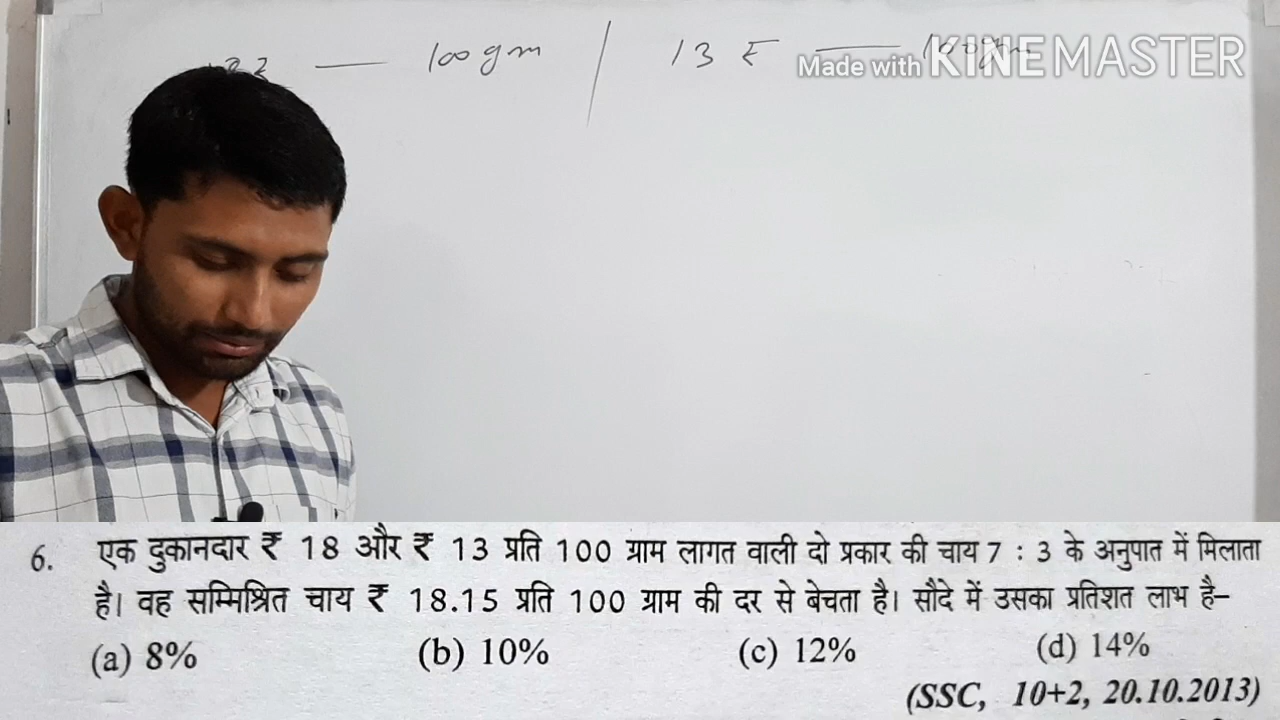 100 gm / 13 ₹ — 100gm
Made with KINEMASTER
6. एक दुकानदार ₹ 18 और ₹ 13 प्रति 100 ग्राम लागत वाली दो प्रकार की चाय 7 : 3 के अनुपात में मिलाता
है। वह सम्मिश्रित चाय ₹ 18.15 प्रति 100 ग्राम की दर से बेचता है। सौदे में उसका प्रतिशत लाभ है–
(a) 8% (b) 10% (c) 12% (d) 14%
(SSC, 10+2, 20.10.2013)